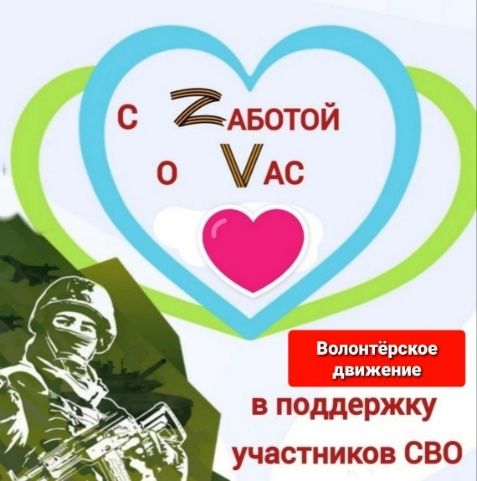 С ZАБОТОЙ
О VАС
Волонтёрское
движение
в поддержку
участников СВО